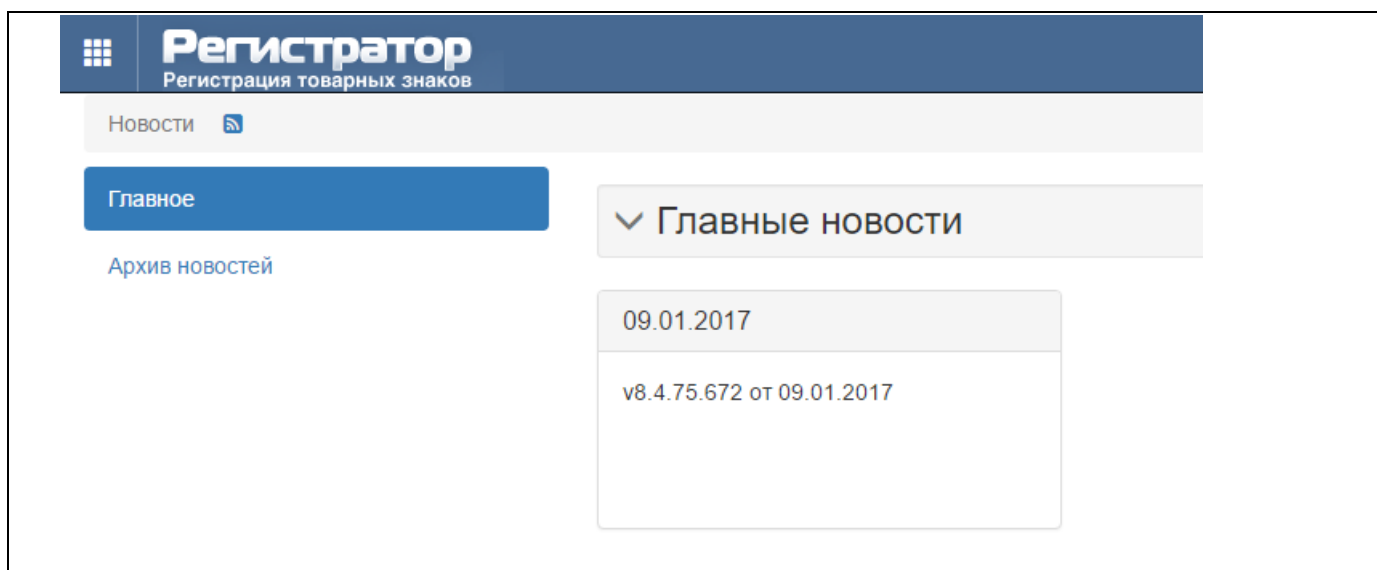 Регистратор
Регистрация товарных знаков
Новости
Главное
Архив новостей
Главные новости
09.01.2017
v8.4.75.672 от 09.01.2017